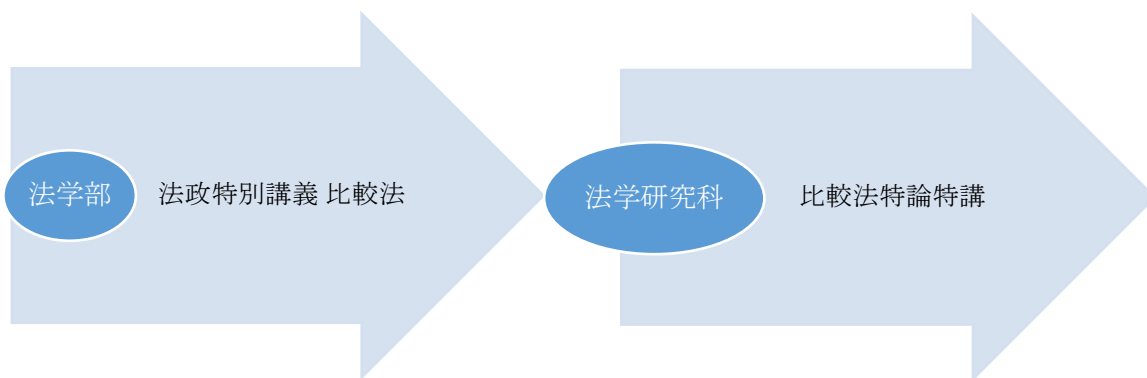 法学部
法政特別講義 比較法
法学研究科
比較法特論特講